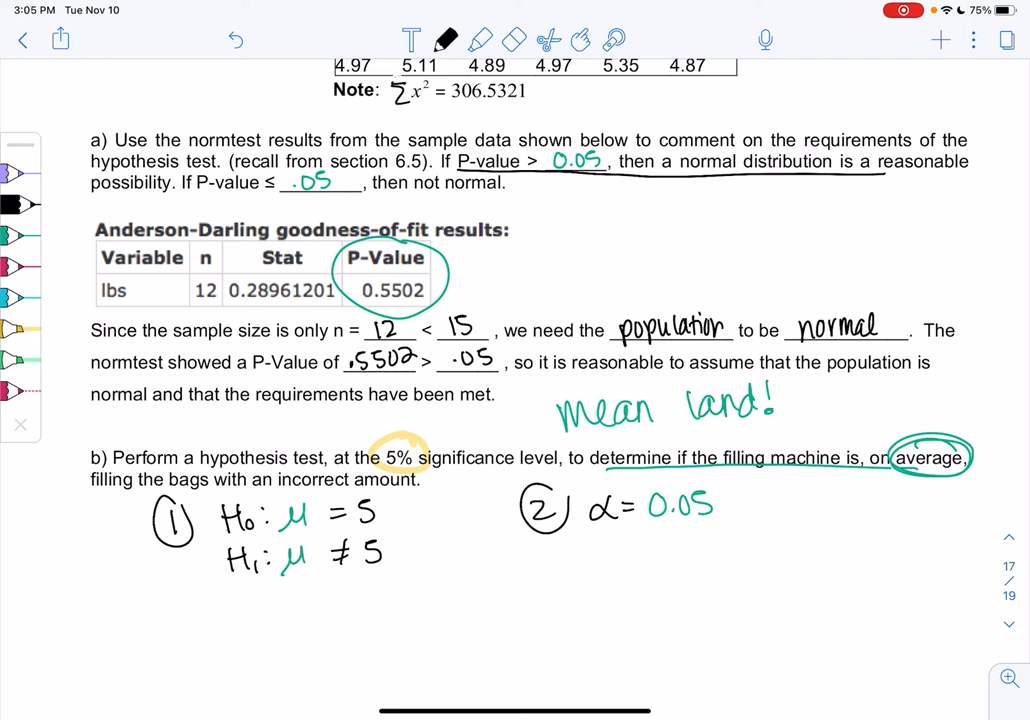 3:05 PM Tue Nov 10 75%
4.97 5.11 4.89 4.97 5.35 4.87
Note: ∑x² = 306.5321
a) Use the normtest results from the sample data shown below to comment on the requirements of the
hypothesis test. (recall from section 6.5). If P-value > 0.05, then a normal distribution is a reasonable
possibility. If P-value ≤ .05, then not normal.
Anderson-Darling goodness-of-fit results:
Variable n Stat P-Value
lbs 12 0.28961201 0.5502
Since the sample size is only n = 12 < 15, we need the population to be normal. The
normtest showed a P-Value of .5502 > .05, so it is reasonable to assume that the population is
normal and that the requirements have been met.
mean land!
b) Perform a hypothesis test, at the 5% significance level, to determine if the filling machine is, on average,
filling the bags with an incorrect amount.
① H₀: μ = 5 ② α = 0.05
H₁: μ ≠ 5
17
/
19